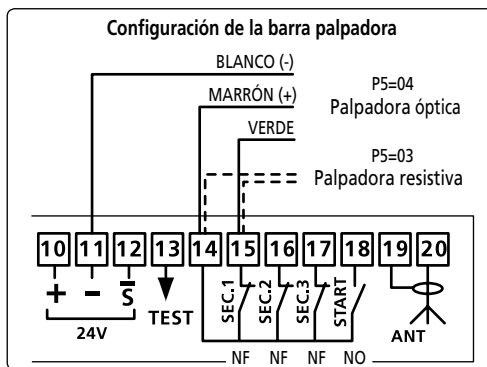 Configuración de la barra palpadora
BLANCO (-)
MARRÓN (+)
P5=04
Palpadora óptica
VERDE
P5=03
Palpadora resistiva
10 11 12 13 14 15 16 17 18 19 20
+ - S
24V
TEST
SEC.1
SEC.2
SEC.3
START
ANT
NF NF NF NO